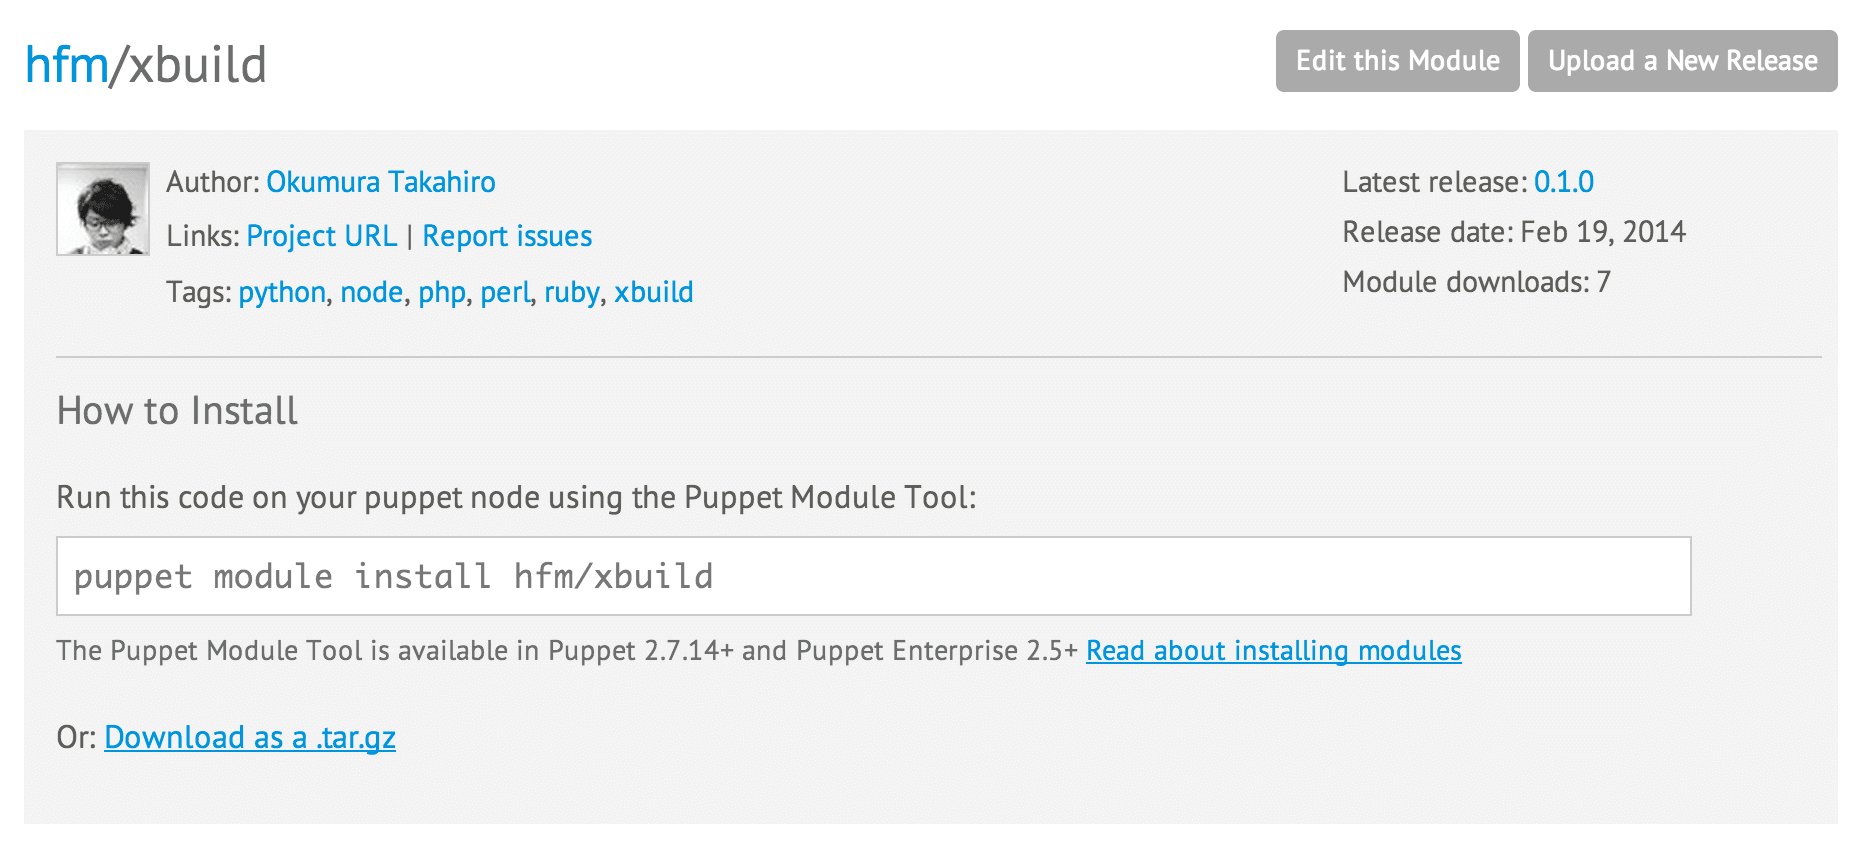 hfm/xbuild
Edit this Module
Upload a New Release
Author: Okumura Takahiro
Links: Project URL | Report issues
Tags: python, node, php, perl, ruby, xbuild
Latest release: 0.1.0
Release date: Feb 19, 2014
Module downloads: 7
How to Install
Run this code on your puppet node using the Puppet Module Tool:
puppet module install hfm/xbuild
The Puppet Module Tool is available in Puppet 2.7.14+ and Puppet Enterprise 2.5+ Read about installing modules
Or: Download as a .tar.gz